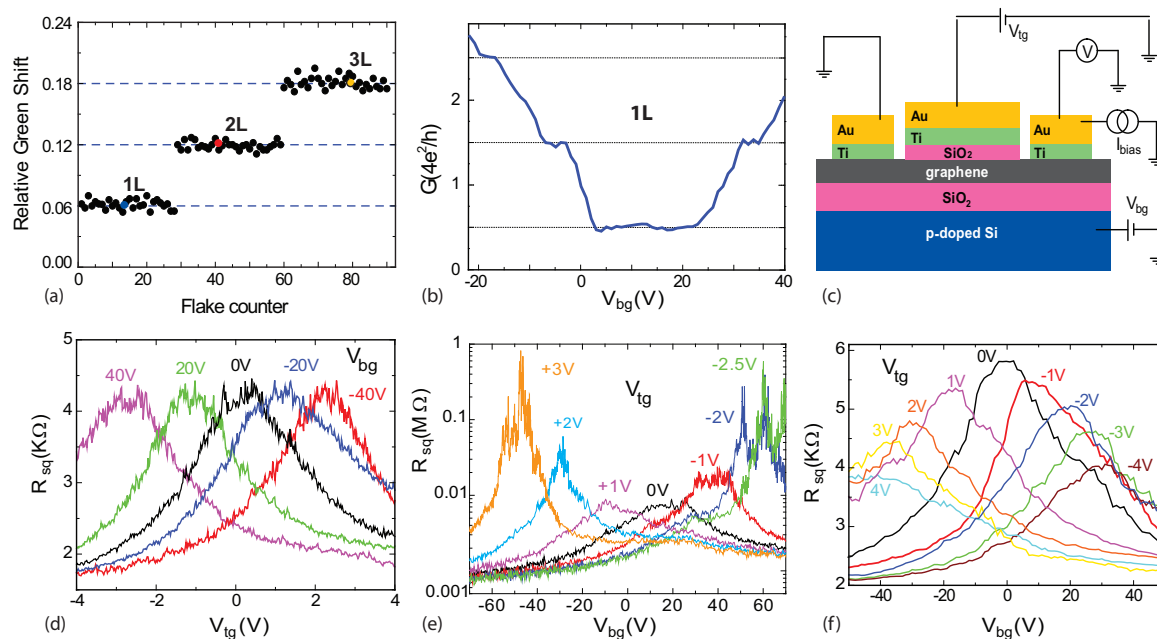 0.24
0.18
0.12
0.06
0.00
Relative Green Shift
3L
2L
1L
0 20 40 60 80
(a)
Flake counter
2
1
0
G(4e²/h)
1L
-20 0 20 40
(b)
V_bg(V)
V_tg
V
Au
Au
Au
Ti
Ti
Ti
SiO₂
I_bias
graphene
SiO₂
V_bg
p-doped Si
(c)
5
4
3
2
R_sq(KΩ)
40V
20V
0V
-20V
-40V
V_bg
-4 -2 0 2 4
(d)
V_tg(V)
1
0.1
0.01
0.001
R_sq(MΩ)
+3V
+2V
+1V
0V
-1V
-2V
-2.5V
V_tg
-60 -40 -20 0 20 40 60
(e)
V_bg(V)
6
5
4
3
2
R_sq(KΩ)
V_tg
0V
-1V
1V
-2V
2V
-3V
3V
-4V
4V
-40 -20 0 20 40
(f)
V_bg(V)